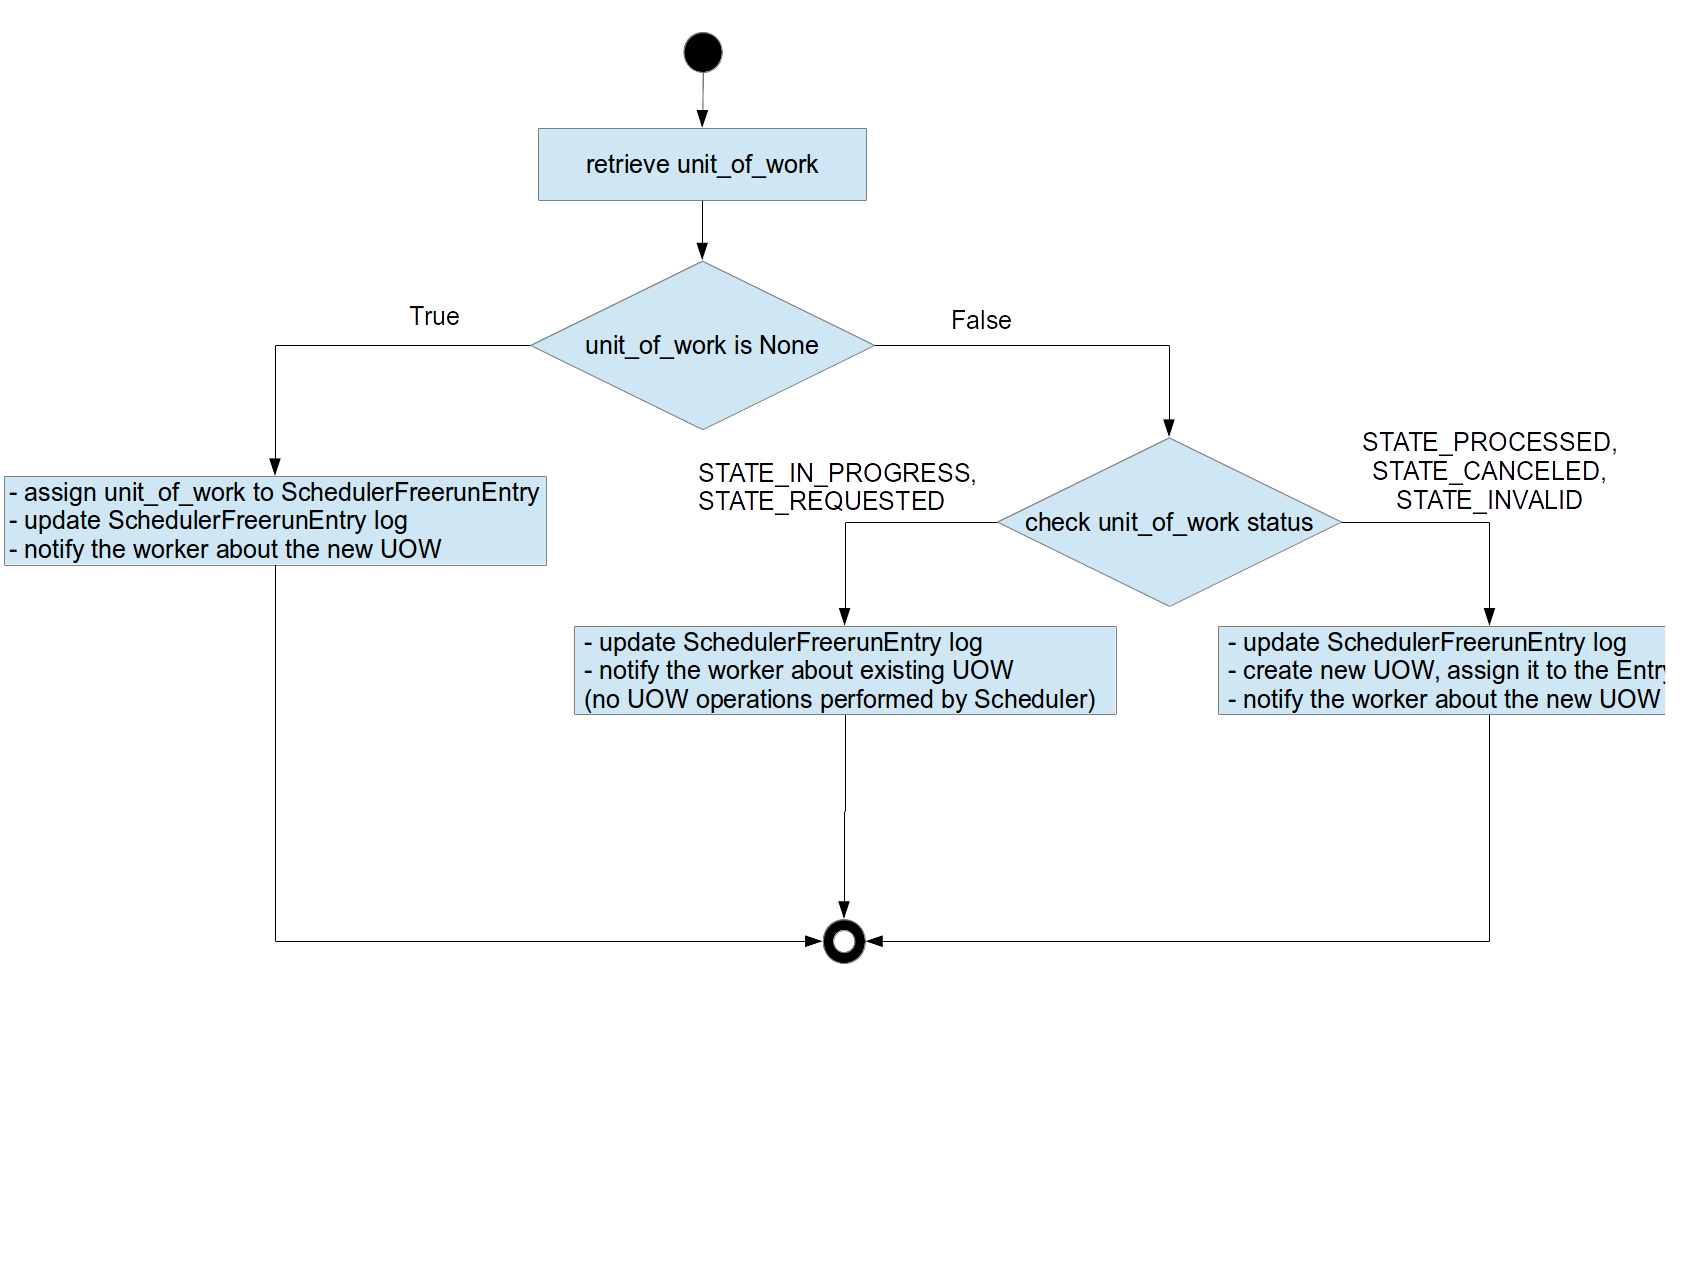 retrieve unit_of_work
True
False
unit_of_work is None
STATE_PROCESSED,
STATE_CANCELED,
STATE_INVALID
STATE_IN_PROGRESS,
STATE_REQUESTED
check unit_of_work status
- assign unit_of_work to SchedulerFreerunEntry
- update SchedulerFreerunEntry log
- notify the worker about the new UOW
- update SchedulerFreerunEntry log
- notify the worker about existing UOW
(no UOW operations performed by Scheduler)
- update SchedulerFreerunEntry log
- create new UOW, assign it to the Entry
- notify the worker about the new UOW